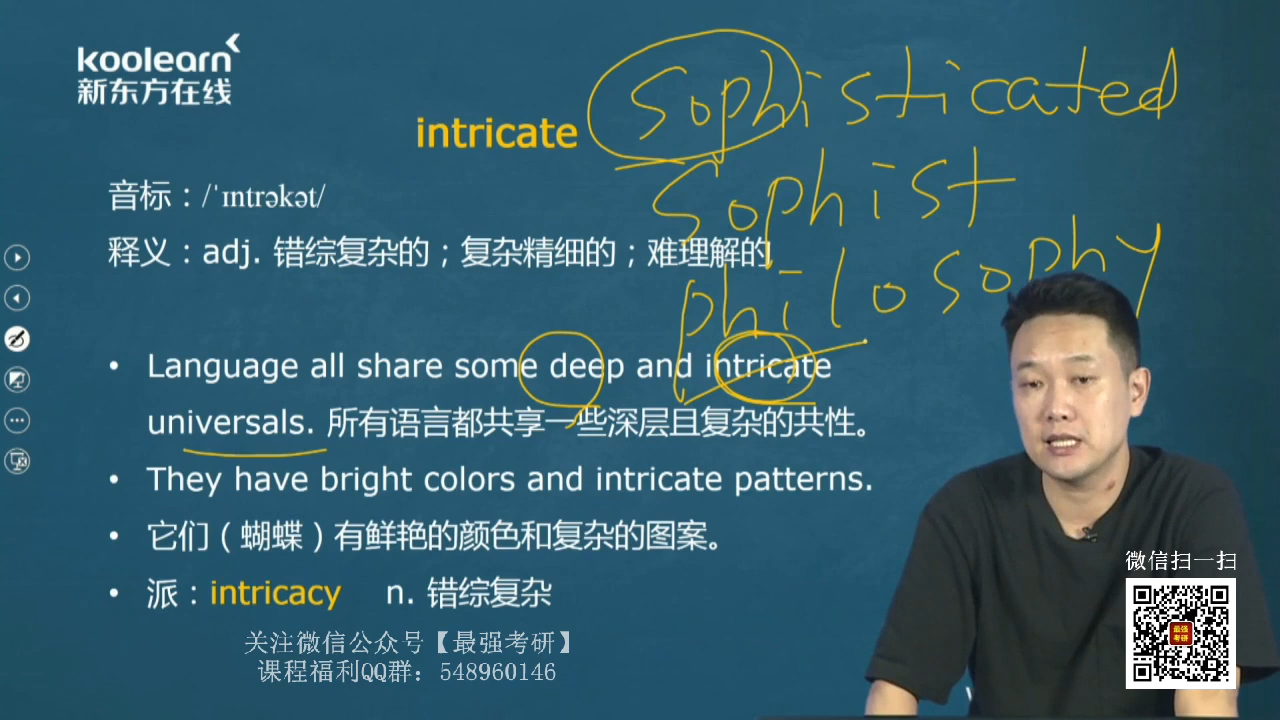 koolearn
新东方在线
intricate
sophisticated
sophist
philosophy
音标：/ˈɪntrəkət/
释义：adj. 错综复杂的；复杂精细的；难理解的
• Language all share some deep and intricate
universals. 所有语言都共享一些深层且复杂的共性。
• They have bright colors and intricate patterns.
• 它们（蝴蝶）有鲜艳的颜色和复杂的图案。
• 派：intricacy n. 错综复杂
关注微信公众号【最强考研】
课程福利QQ群：548960146
微信扫一扫
最强
考研